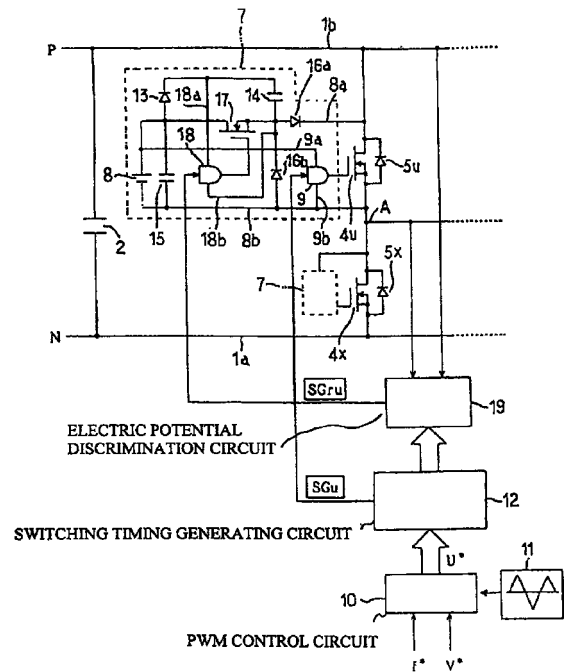 7
1b
P
16a
8a
13
18a
17
14
18
9a
16b
5u
8
9
4u
A
15
18b
8b
9b
2
7
5x
4x
N
1a
SGru
19
ELECTRIC POTENTIAL
DISCRIMINATION CIRCUIT
SGu
12
SWITCHING TIMING GENERATING CIRCUIT
U*
11
10
PWM CONTROL CIRCUIT
f* V*